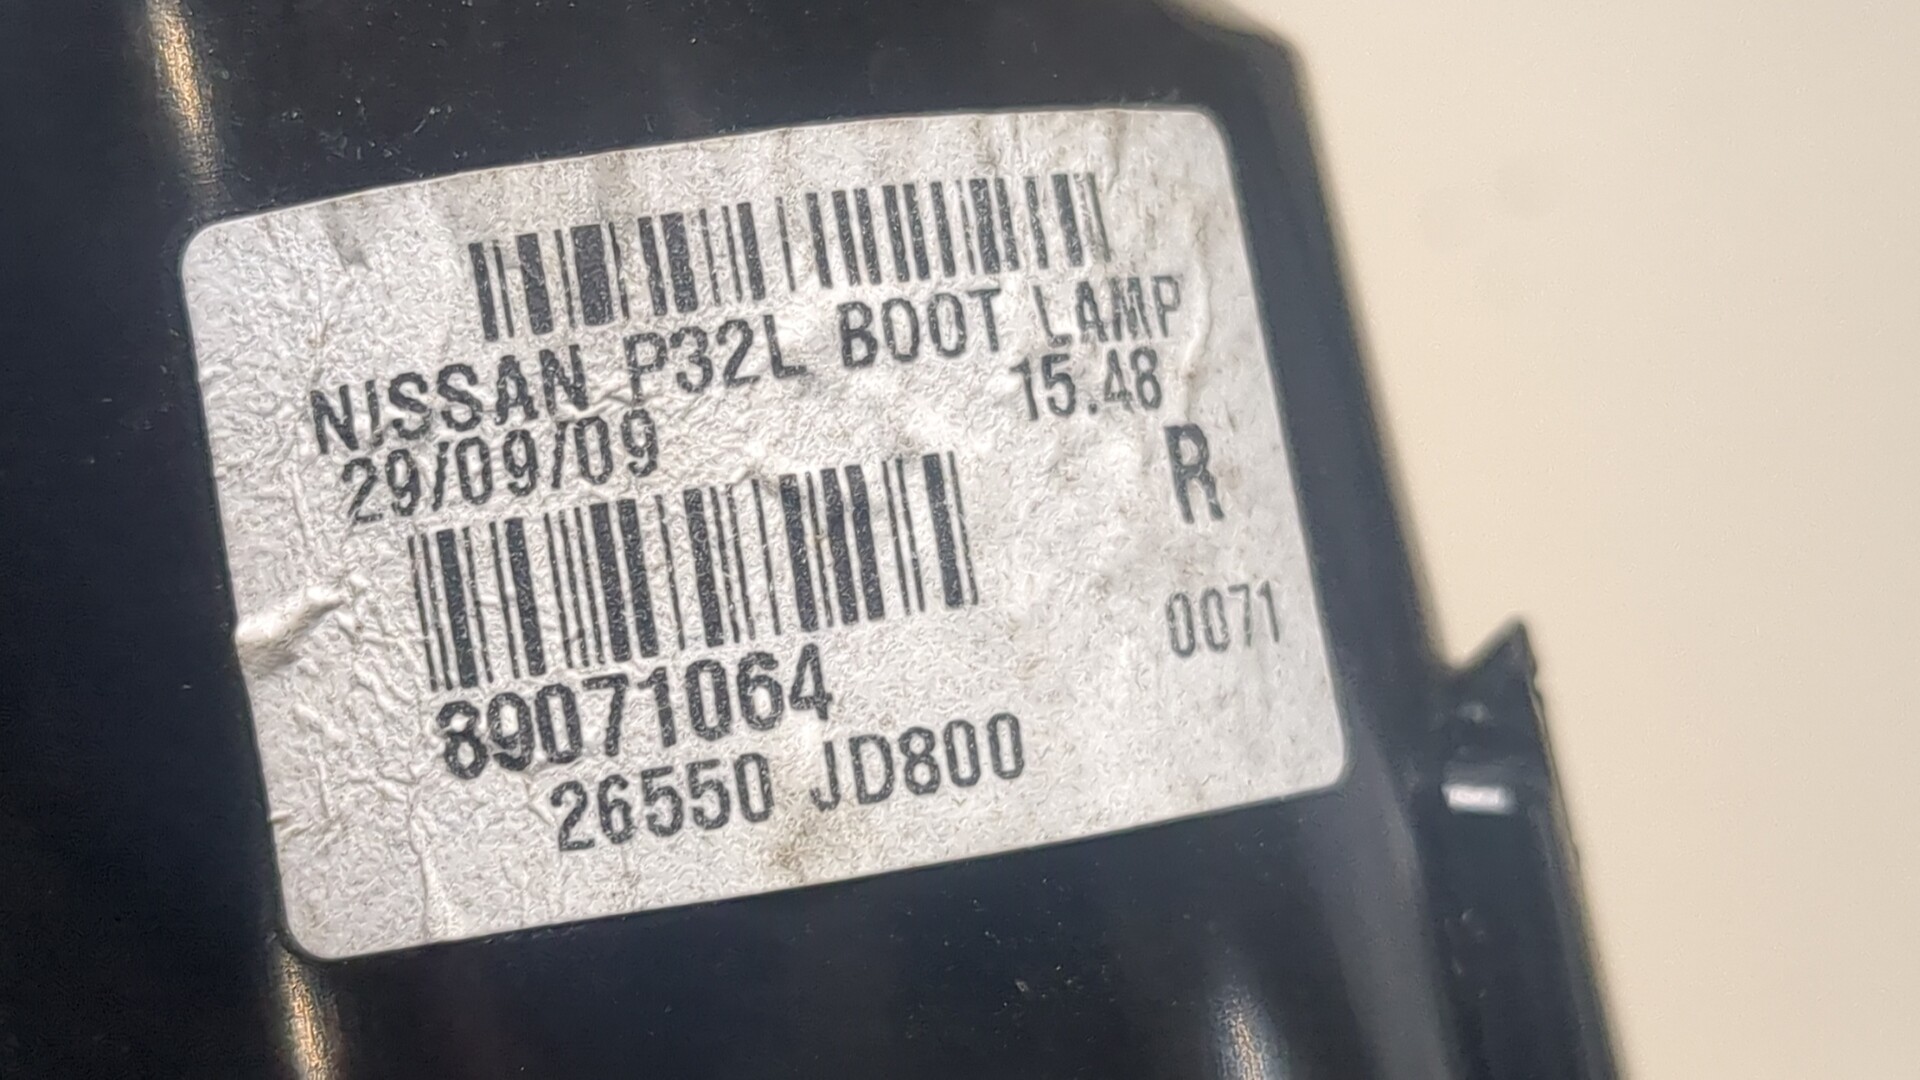 NISSAN P32L BOOT LAMP
29/09/09 15.48
R
0071
89071064
26550 JD800